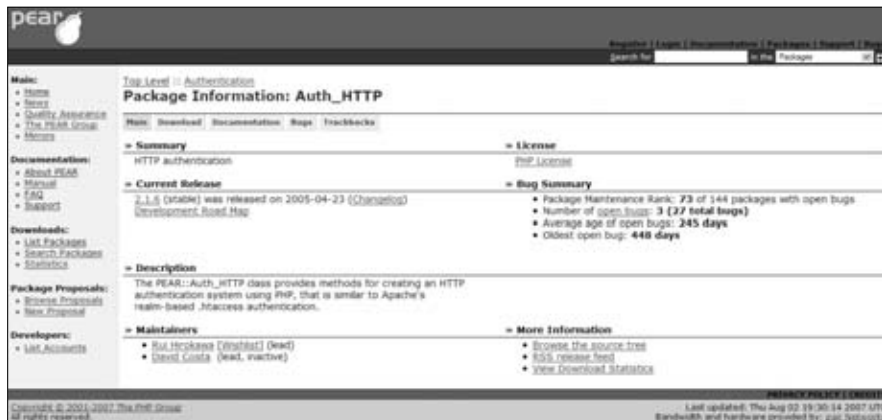 pear
Register | Login | Documentation | Packages | Support | Bugs
Search for in the Packages
Main:
Home
News
Quality Assurance
The PEAR Group
Mirrors
Documentation:
About PEAR
Manual
FAQ
Support
Downloads:
List Packages
Search Packages
Statistics
Package Proposals:
Browse Proposals
New Proposal
Developers:
List Accounts
Top Level :: Authentication
Package Information: Auth_HTTP
Main Download Documentation Bugs Trackbacks
» Summary
HTTP authentication
» License
PHP License
» Current Release
2.1.6 (stable) was released on 2005-04-23 (Changelog)
Development Road Map
» Bug Summary
Package Maintenance Rank: 73 of 144 packages with open bugs
Number of open bugs: 3 (27 total bugs)
Average age of open bugs: 245 days
Oldest open bug: 448 days
» Description
The PEAR::Auth_HTTP class provides methods for creating an HTTP
authentication system using PHP, that is similar to Apache's
realm-based .htaccess authentication.
» Maintainers
Rui Hirokawa [Wishlist] (lead)
David Costa (lead, inactive)
» More Information
Browse the source tree
RSS release feed
View Download Statistics
PRIVACY POLICY | CREDITS
Copyright © 2001-2007 The PHP Group
All rights reserved.
Last updated: Thu Aug 02 19:30:14 2007 UTC
Bandwidth and hardware provided by: pair Networks